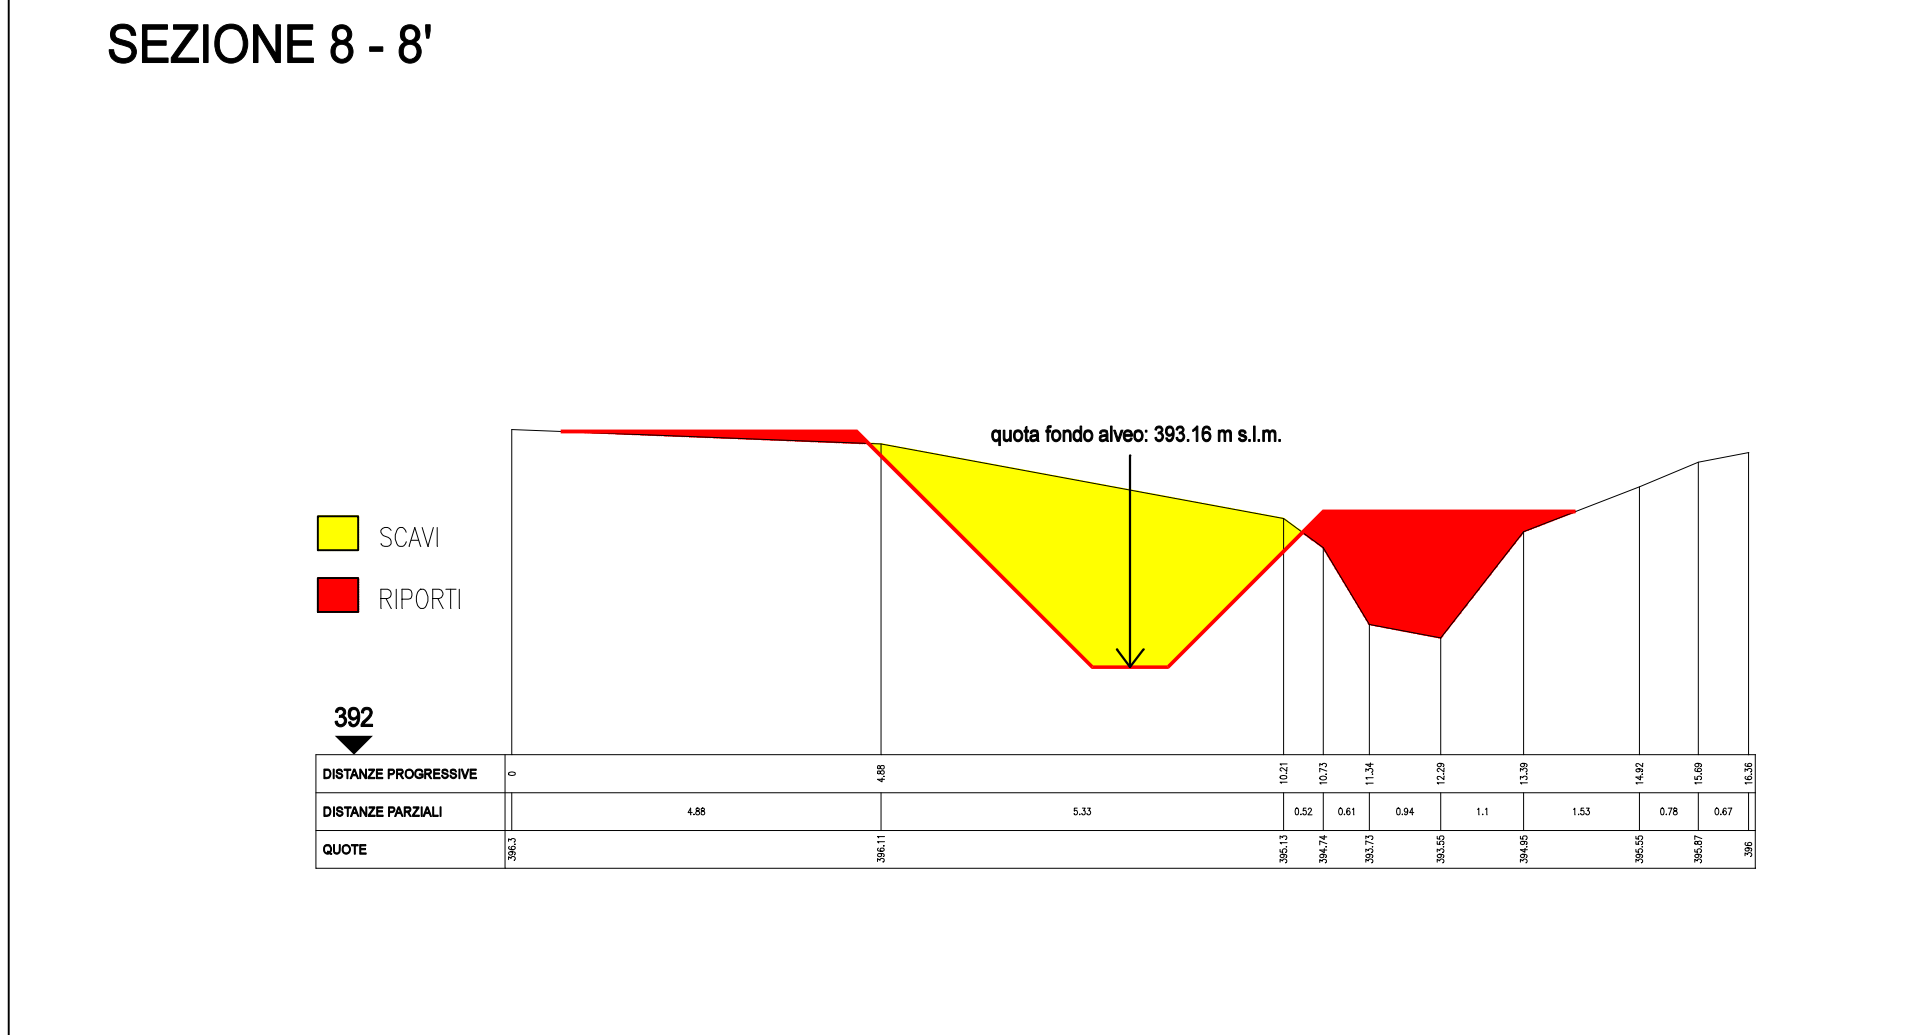 SEZIONE 8 - 8'
quota fondo alveo: 393.16 m s.l.m.
SCAVI
RIPORTI
392
DISTANZE PROGRESSIVE 0 4.88 10.21 10.73 11.34 12.29 13.39 14.92 15.69 16.36
DISTANZE PARZIALI 4.88 5.33 0.52 0.61 0.94 1.1 1.53 0.78 0.67
QUOTE 396.3 396.11 395.13 394.74 393.73 393.55 394.95 395.55 395.87 396